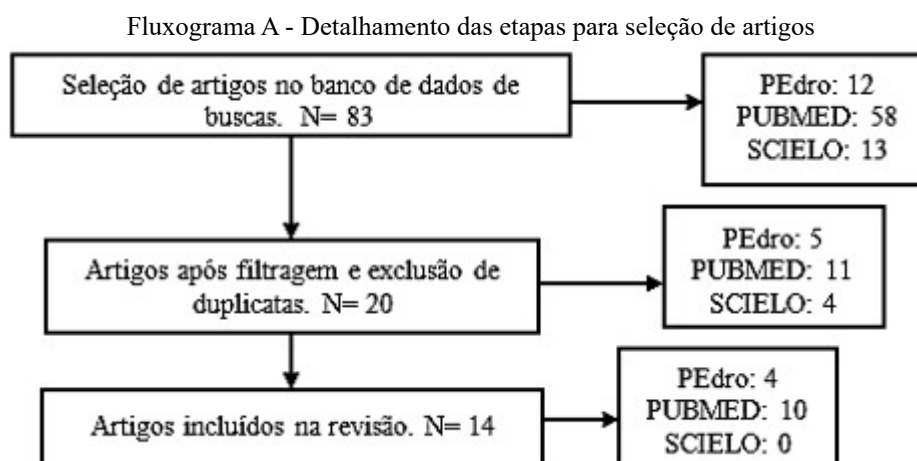 Fluxograma A - Detalhamento das etapas para seleção de artigos
Seleção de artigos no banco de dados de
buscas. N= 83
PEdro: 12
PUBMED: 58
SCIELO: 13
Artigos após filtragem e exclusão de
duplicatas. N= 20
PEdro: 5
PUBMED: 11
SCIELO: 4
Artigos incluídos na revisão. N= 14
PEdro: 4
PUBMED: 10
SCIELO: 0